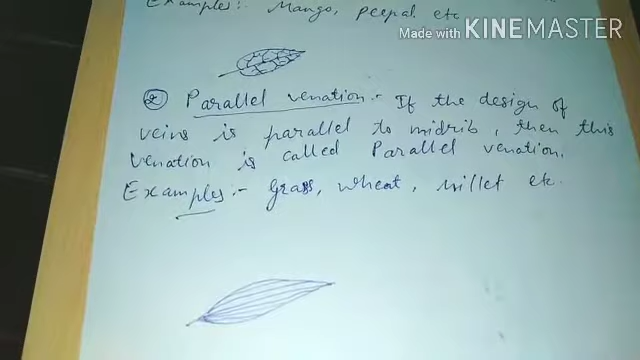 Examples:- Mango, peepal etc
Made with KINEMASTER
② Parallel venation:- If the design of
veins is parallel to midrib, then this
venation is called Parallel venation.
Examples:- Grass, wheat, millet etc.